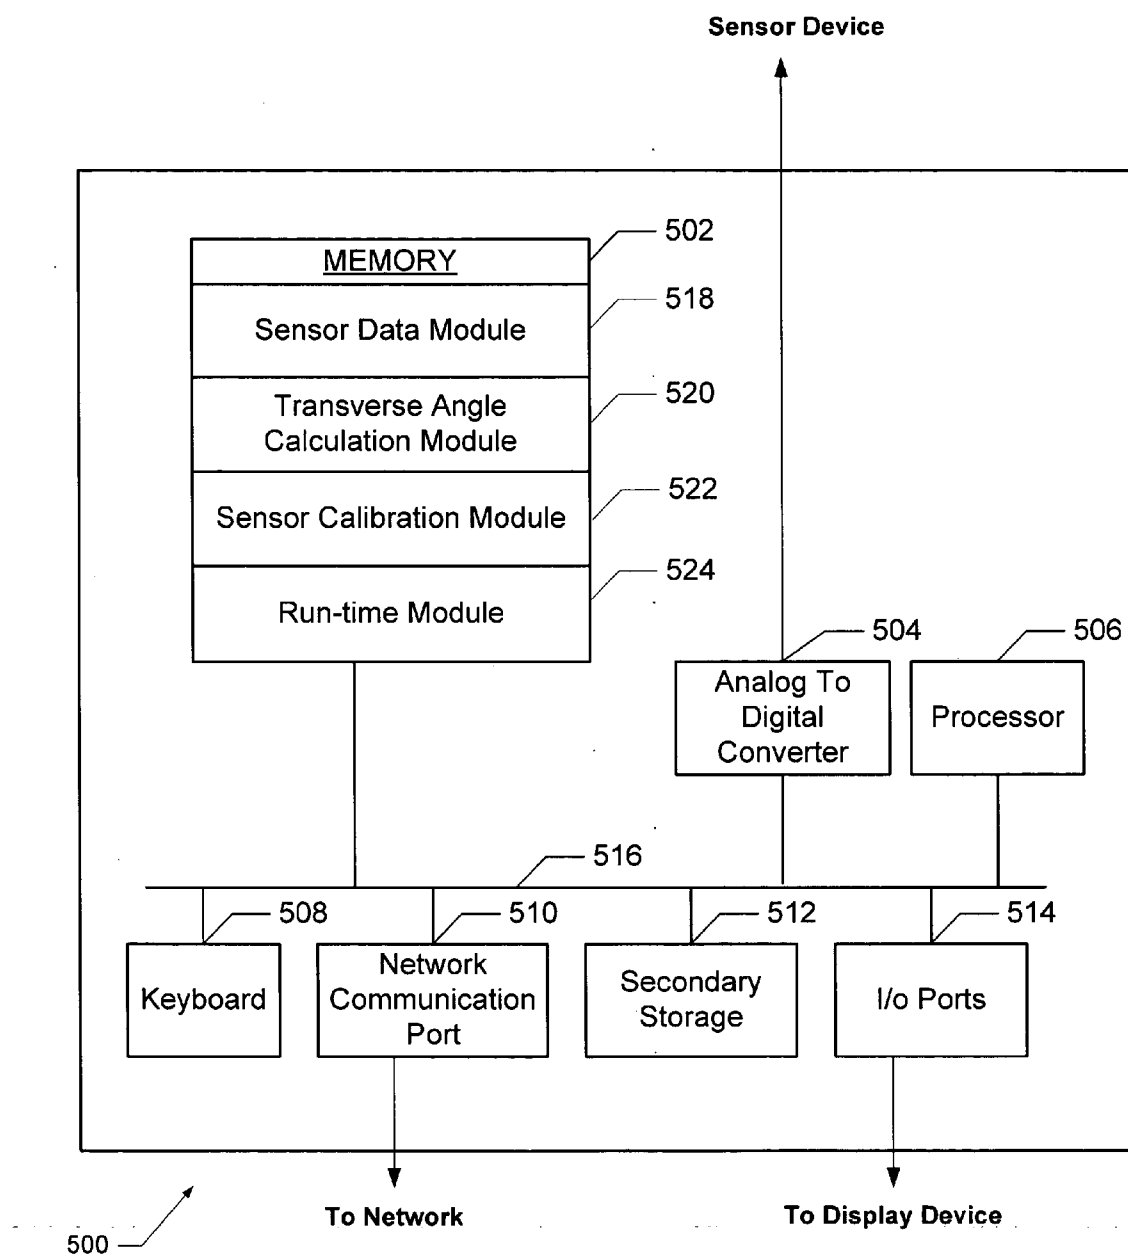 Sensor Device
502
MEMORY
518
Sensor Data Module
520
Transverse Angle
Calculation Module
522
Sensor Calibration Module
524
Run-time Module
504
506
Analog To
Digital
Converter
Processor
516
508
510
512
514
Keyboard
Network
Communication
Port
Secondary
Storage
I/o Ports
To Network
To Display Device
500